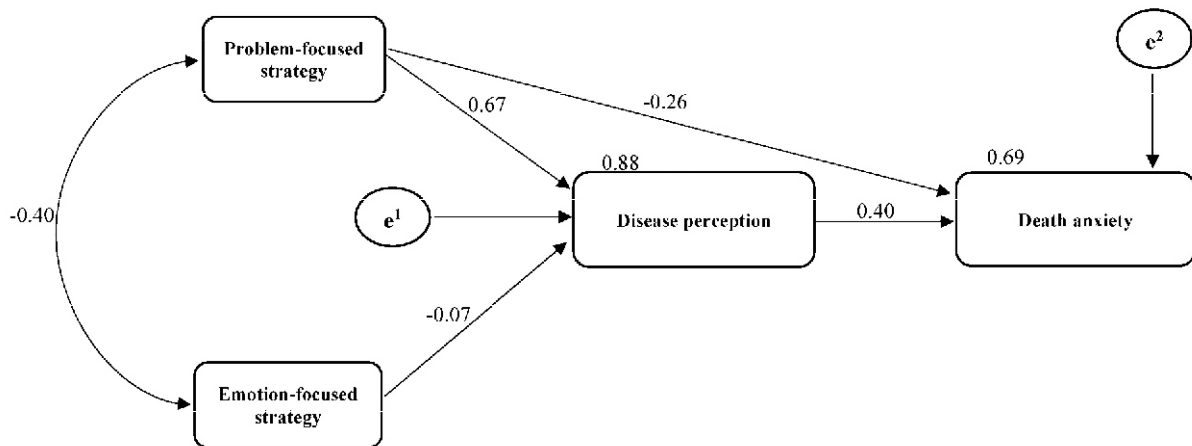 Problem-focused
strategy
e²
-0.26
0.67
0.88
0.69
-0.40
e¹
Disease perception
0.40
Death anxiety
-0.07
Emotion-focused
strategy